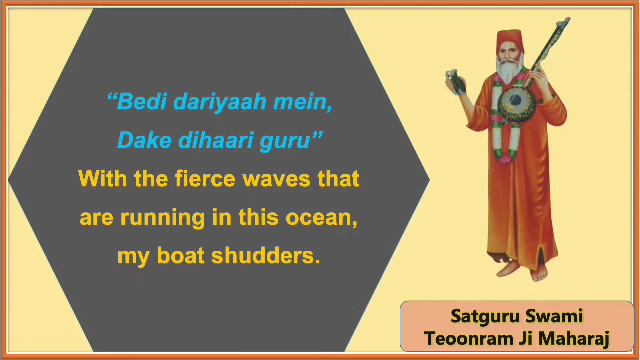 “Bedi dariyaah mein,
Dake dihaari guru”
With the fierce waves that
are running in this ocean,
my boat shudders.
Satguru Swami
Teoonram Ji Maharaj